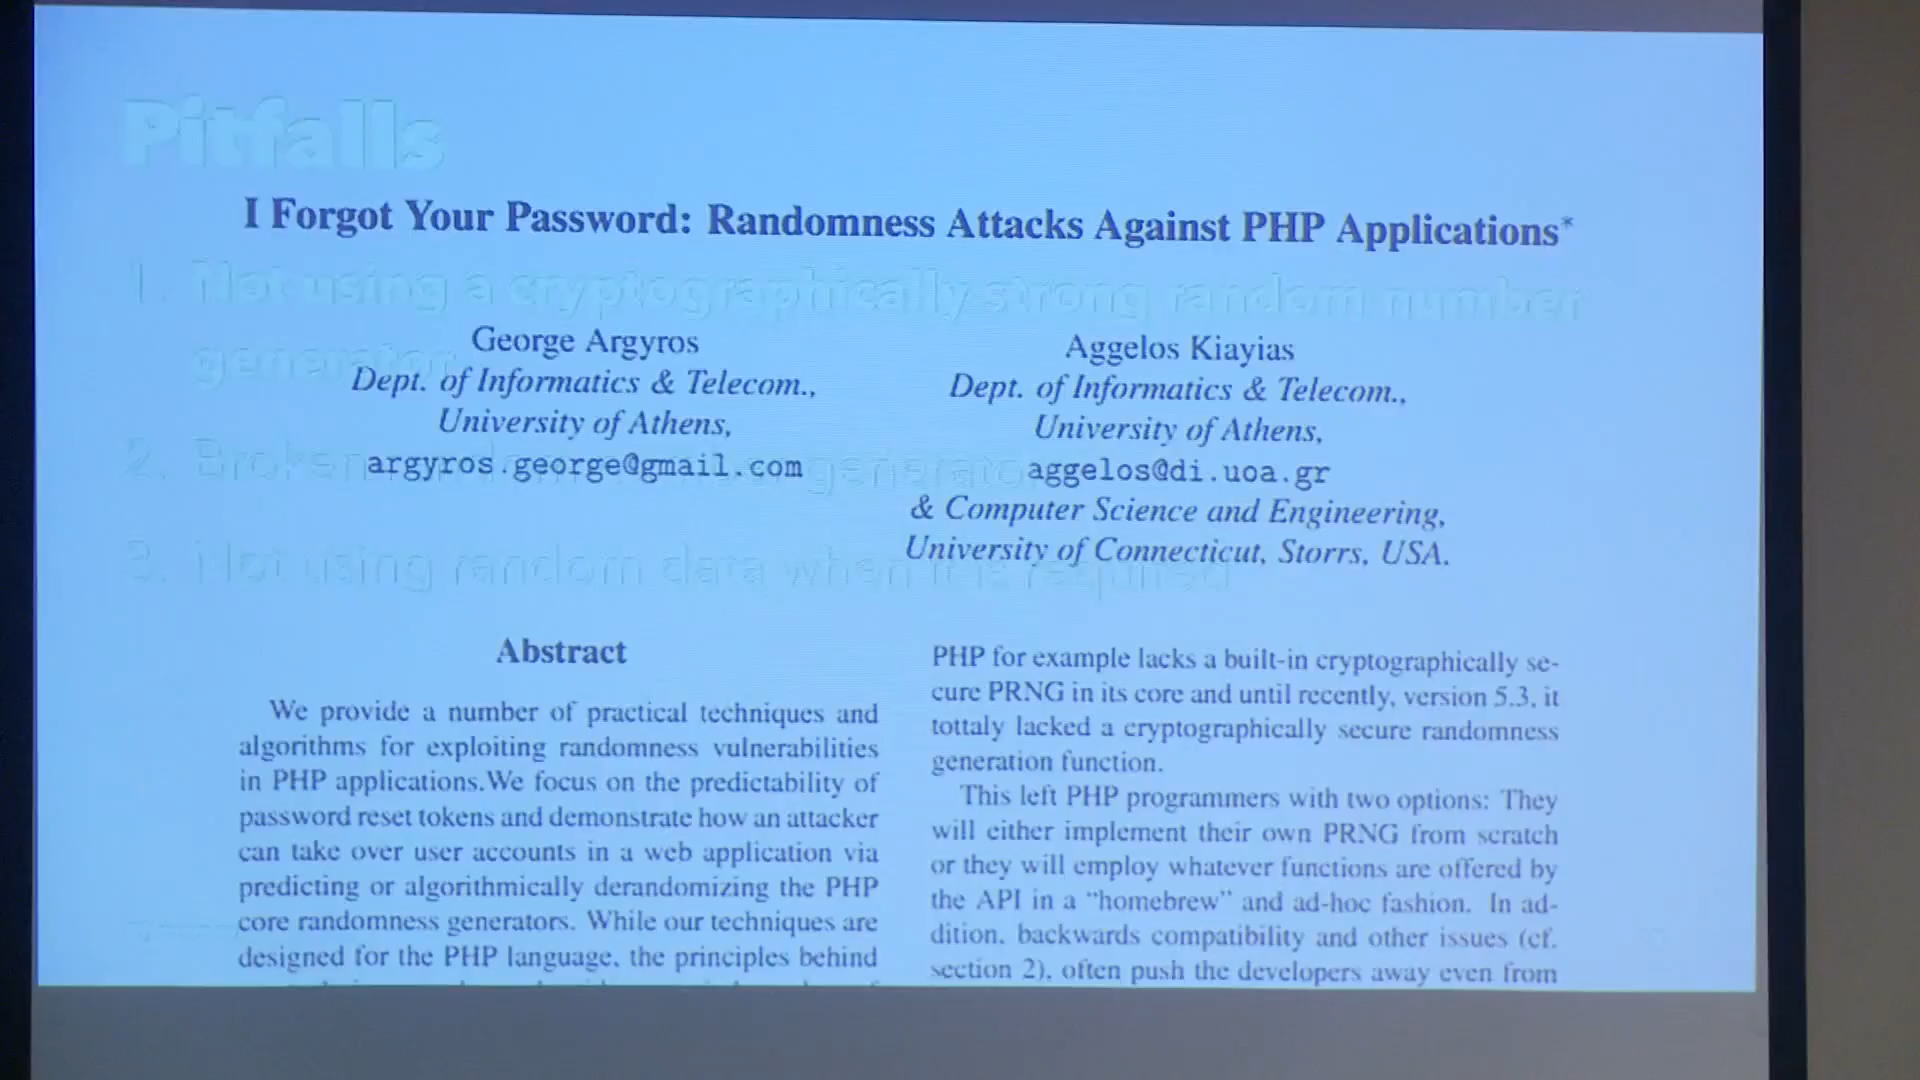 Pitfalls
I Forgot Your Password: Randomness Attacks Against PHP Applications*
1. Not using a cryptographically strong random number
generator
George Argyros
Dept. of Informatics & Telecom.,
University of Athens,
argyros.george@gmail.com
Aggelos Kiayias
Dept. of Informatics & Telecom.,
University of Athens,
aggelos@di.uoa.gr
& Computer Science and Engineering,
University of Connecticut, Storrs, USA.
2. Broken generator
3. Not using random data when it is required
Abstract
We provide a number of practical techniques and
algorithms for exploiting randomness vulnerabilities
in PHP applications.We focus on the predictability of
password reset tokens and demonstrate how an attacker
can take over user accounts in a web application via
predicting or algorithmically derandomizing the PHP
core randomness generators. While our techniques are
designed for the PHP language, the principles behind
PHP for example lacks a built-in cryptographically se-
cure PRNG in its core and until recently, version 5.3, it
tottaly lacked a cryptographically secure randomness
generation function.
This left PHP programmers with two options: They
will either implement their own PRNG from scratch
or they will employ whatever functions are offered by
the API in a "homebrew" and ad-hoc fashion. In ad-
dition, backwards compatibility and other issues (cf.
section 2), often push the developers away even from